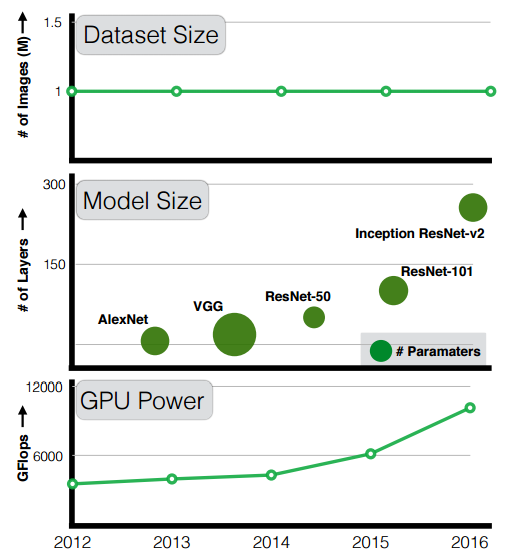 1.5
Dataset Size
# of Images (M)
1
300
Model Size
# of Layers
Inception ResNet-v2
150
ResNet-101
ResNet-50
VGG
AlexNet
# Paramaters
12000
GPU Power
GFlops
6000
2012 2013 2014 2015 2016